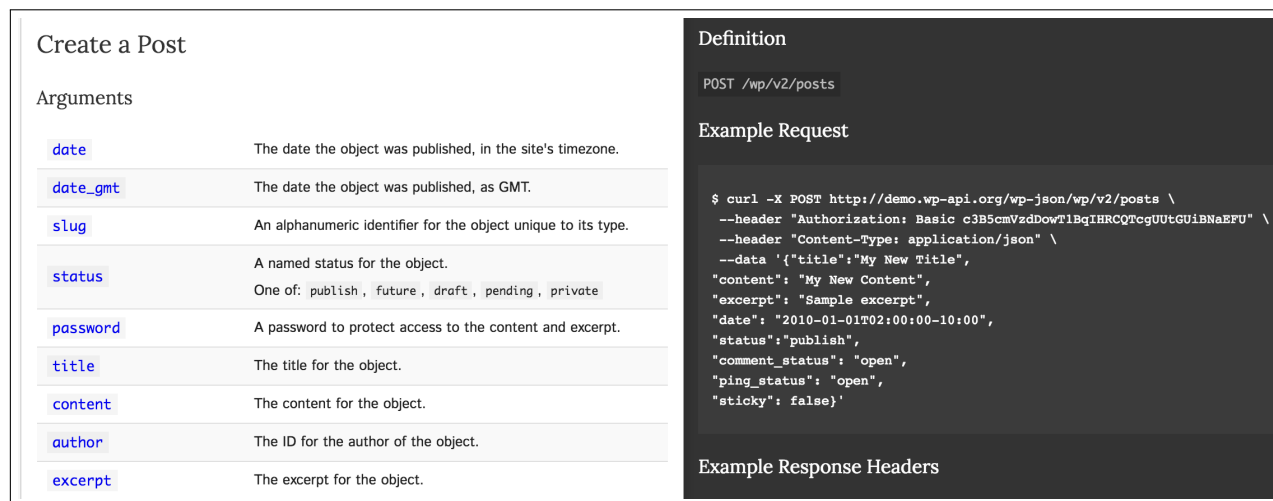 Create a Post
Arguments
date The date the object was published, in the site's timezone.
date_gmt The date the object was published, as GMT.
slug An alphanumeric identifier for the object unique to its type.
status A named status for the object.
One of: publish, future, draft, pending, private
password A password to protect access to the content and excerpt.
title The title for the object.
content The content for the object.
author The ID for the author of the object.
excerpt The excerpt for the object.
Definition
POST /wp/v2/posts
Example Request
$ curl -X POST http://demo.wp-api.org/wp-json/wp/v2/posts \
--header "Authorization: Basic c3B5cmVzdDowT1BqIHRCQTcgUUtGUiBNaEFU" \
--header "Content-Type: application/json" \
--data '{"title":"My New Title",
"content": "My New Content",
"excerpt": "Sample excerpt",
"date": "2010-01-01T02:00:00-10:00",
"status":"publish",
"comment_status": "open",
"ping_status": "open",
"sticky": false}'
Example Response Headers